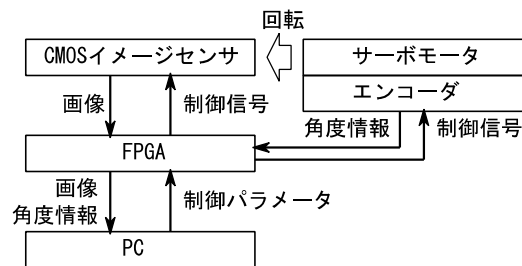 回転
CMOSイメージセンサ
サーボモータ
エンコーダ
画像
制御信号
角度情報
制御信号
FPGA
画像
角度情報
制御パラメータ
PC